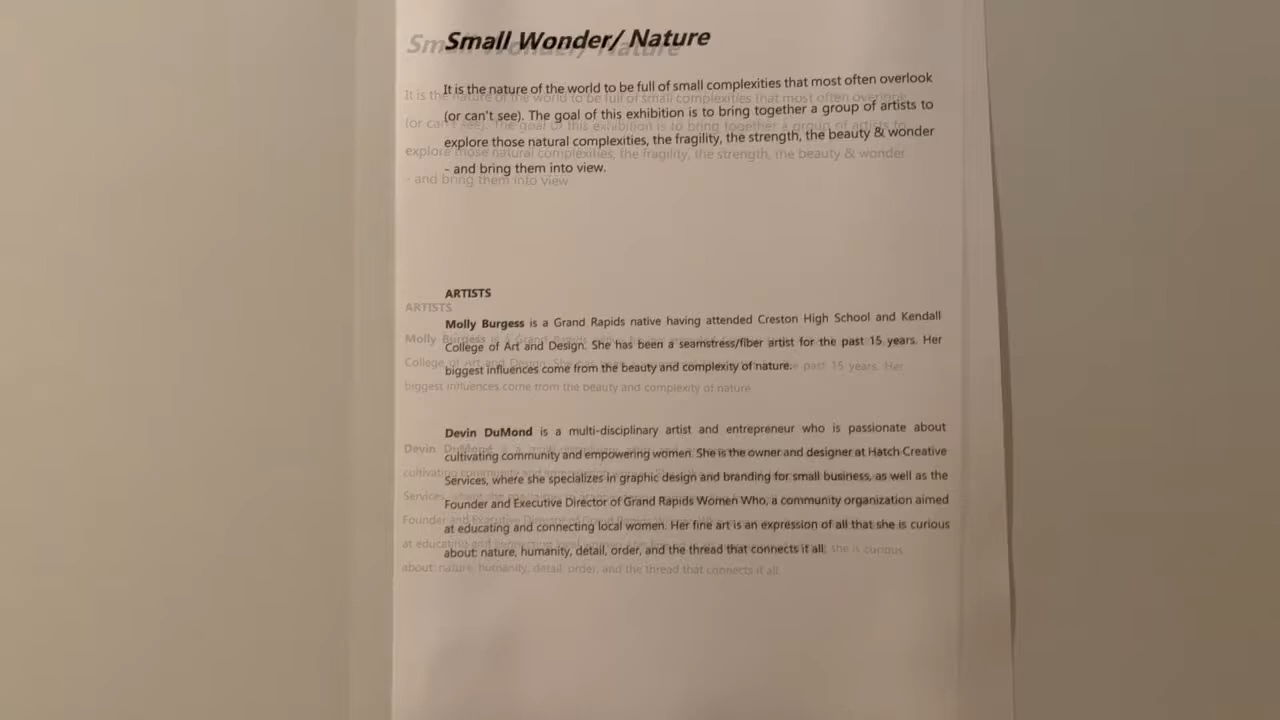 Small Wonder/ Nature
It is the nature of the world to be full of small complexities that most often overlook
(or can't see). The goal of this exhibition is to bring together a group of artists to
explore those natural complexities, the fragility, the strength, the beauty & wonder
- and bring them into view.
ARTISTS
Molly Burgess is a Grand Rapids native having attended Creston High School and Kendall
College of Art and Design. She has been a seamstress/fiber artist for the past 15 years. Her
biggest influences come from the beauty and complexity of nature.
Devin DuMond is a multi-disciplinary artist and entrepreneur who is passionate about
cultivating community and empowering women. She is the owner and designer at Hatch Creative
Services, where she specializes in graphic design and branding for small business, as well as the
Founder and Executive Director of Grand Rapids Women Who, a community organization aimed
at educating and connecting local women. Her fine art is an expression of all that she is curious
about: nature, humanity, detail, order, and the thread that connects it all.